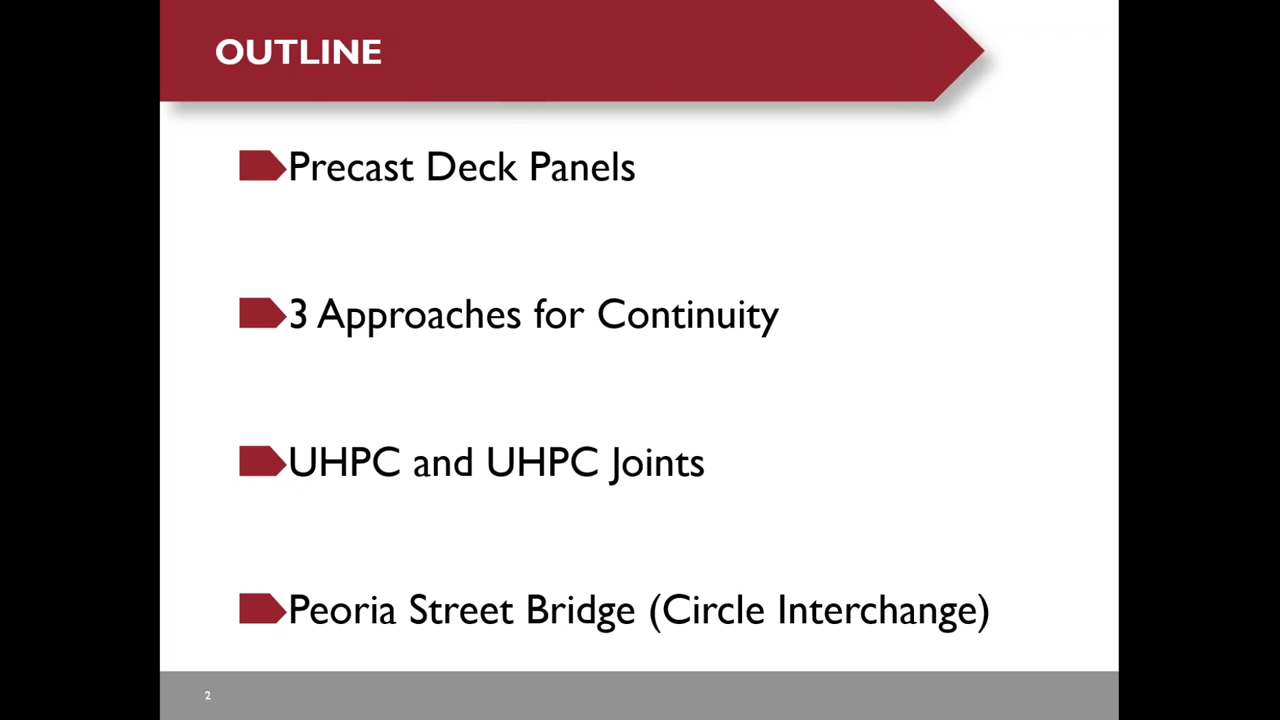 OUTLINE
Precast Deck Panels
3 Approaches for Continuity
UHPC and UHPC Joints
Peoria Street Bridge (Circle Interchange)
2